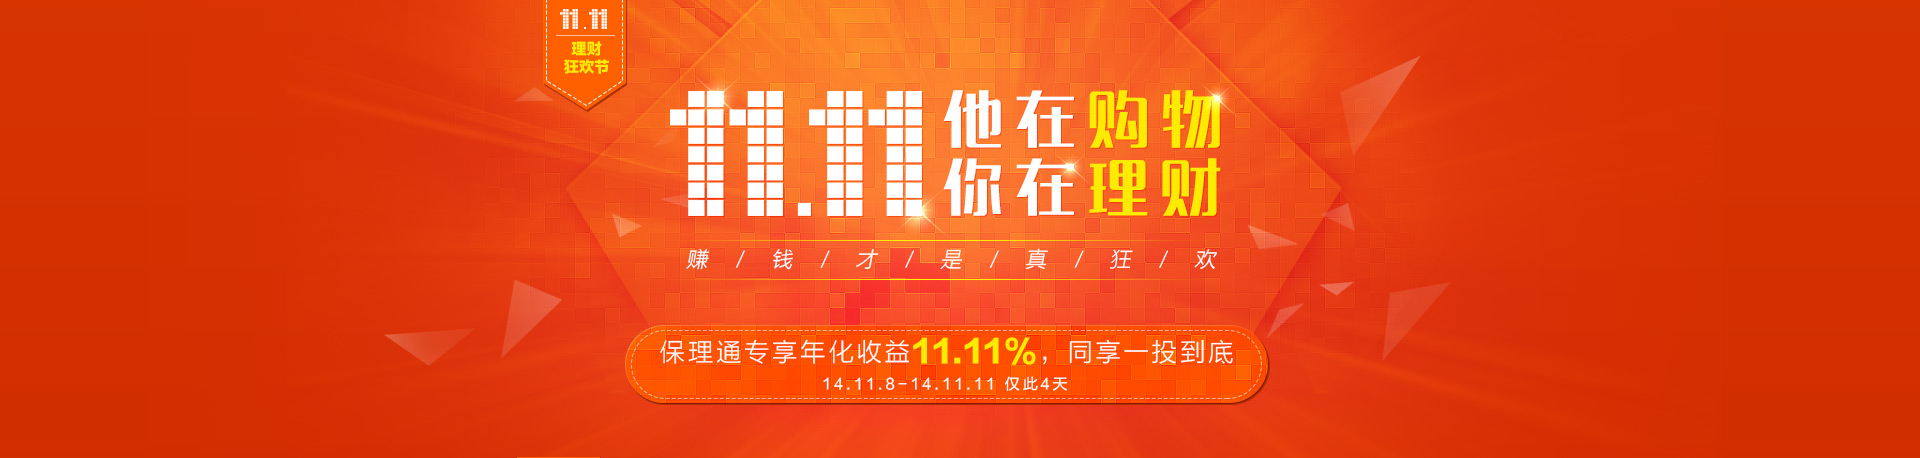 11.11
理财
狂欢节
11.11
他在购物
你在理财
赚/钱/才/是/真/狂/欢
保理通专享年化收益11.11%，同享一投到底
14.11.8-14.11.11 仅此4天